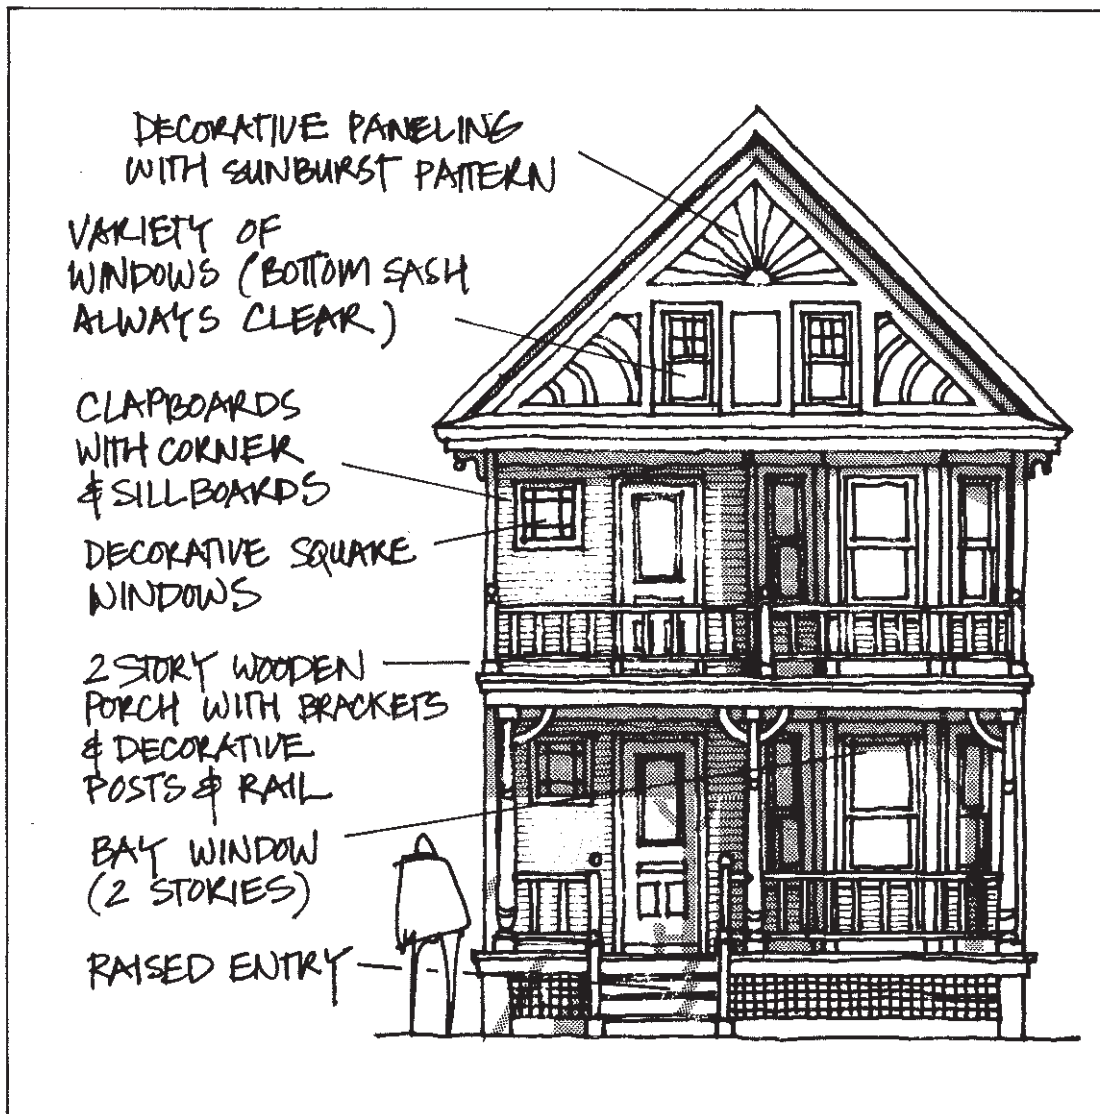 DECORATIVE PANELING
WITH SUNBURST PATTERN
VARIETY OF
WINDOWS (BOTTOM SASH
ALWAYS CLEAR)
CLAPBOARDS
WITH CORNER
& SILLBOARDS
DECORATIVE SQUARE
WINDOWS
2 STORY WOODEN
PORCH WITH BRACKETS
& DECORATIVE
POSTS & RAIL
BAY WINDOW
(2 STORIES)
RAISED ENTRY